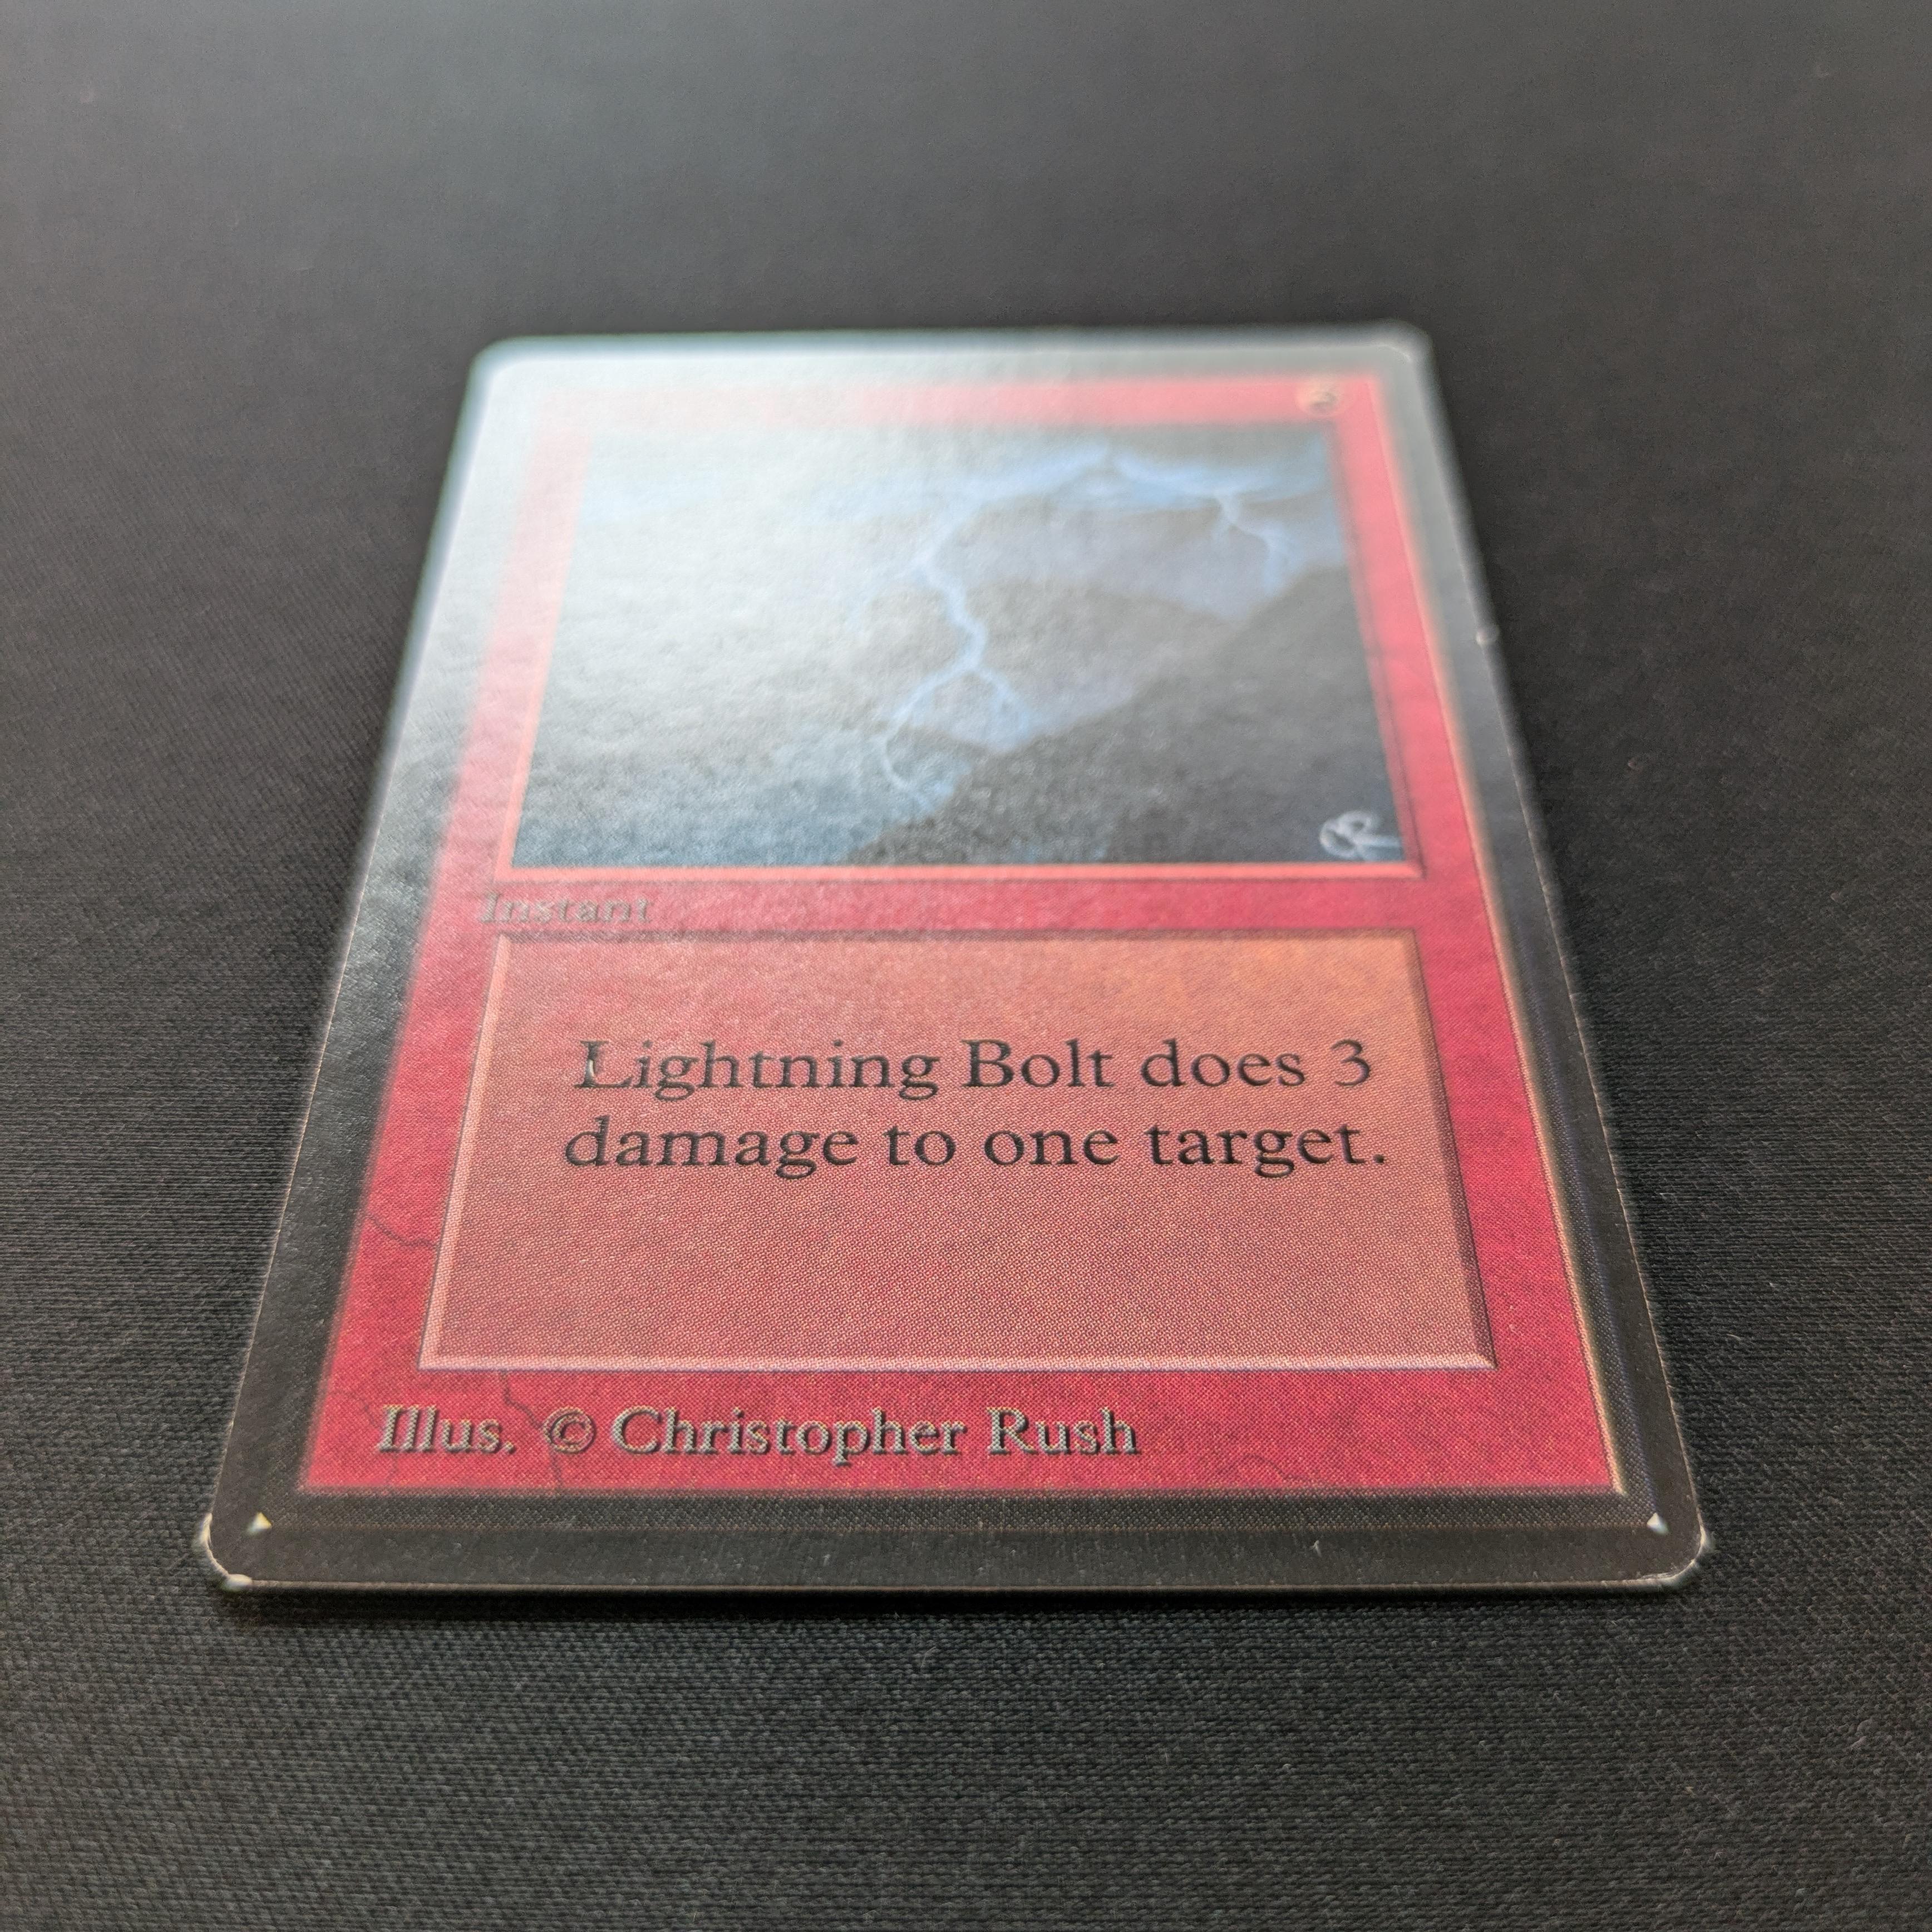 Instant
Lightning Bolt does 3
damage to one target.
Illus. © Christopher Rush